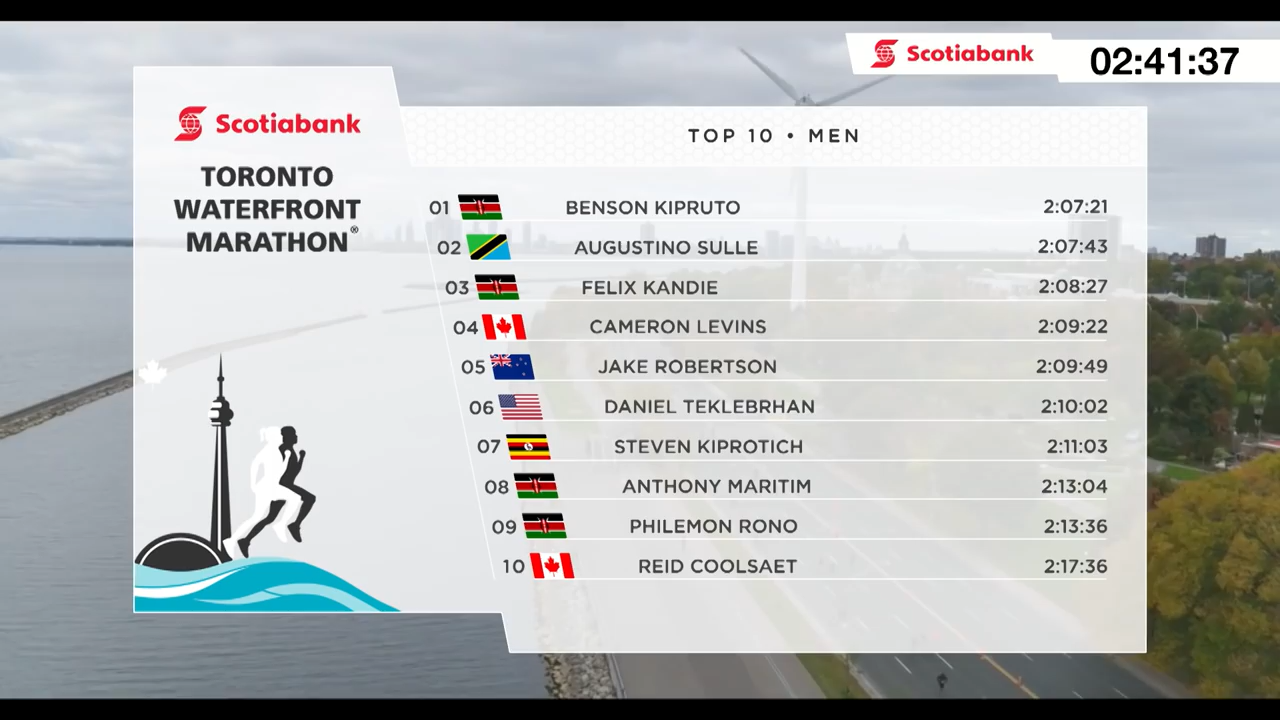 Scotiabank
02:41:37
Scotiabank
TORONTO
WATERFRONT
MARATHON®
TOP 10 • MEN
01 BENSON KIPRUTO 2:07:21
02 AUGUSTINO SULLE 2:07:43
03 FELIX KANDIE 2:08:27
04 CAMERON LEVINS 2:09:22
05 JAKE ROBERTSON 2:09:49
06 DANIEL TEKLEBRHAN 2:10:02
07 STEVEN KIPROTICH 2:11:03
08 ANTHONY MARITIM 2:13:04
09 PHILEMON RONO 2:13:36
10 REID COOLSAET 2:17:36